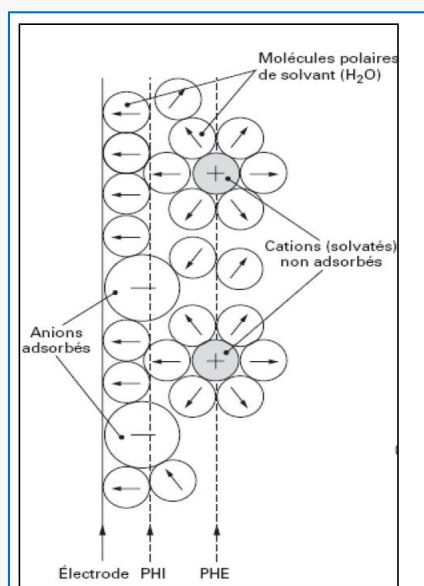 Molécules polaires
de solvant (H₂O)
+
Cations (solvatés)
non adsorbés
—
Anions
adsorbés
+
—
Électrode PHI PHE